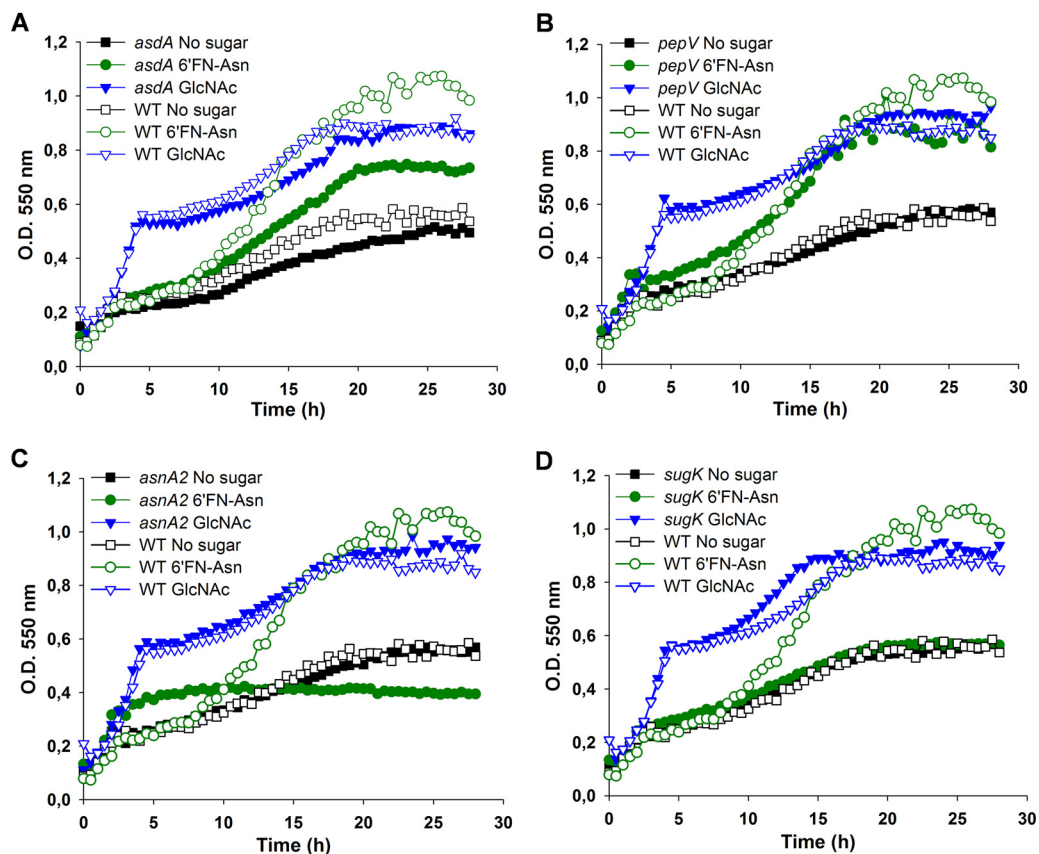 A
asdA No sugar
asdA 6'FN-Asn
asdA GlcNAc
WT No sugar
WT 6'FN-Asn
WT GlcNAc
O.D. 550 nm
1,2
1,0
0,8
0,6
0,4
0,2
0,0
0 5 10 15 20 25 30
Time (h)
B
pepV No sugar
pepV 6'FN-Asn
pepV GlcNAc
WT No sugar
WT 6'FN-Asn
WT GlcNAc
O.D. 550 nm
1,2
1,0
0,8
0,6
0,4
0,2
0,0
0 5 10 15 20 25 30
Time (h)
C
asnA2 No sugar
asnA2 6'FN-Asn
asnA2 GlcNAc
WT No sugar
WT 6'FN-Asn
WT GlcNAc
O.D. 550 nm
1,2
1,0
0,8
0,6
0,4
0,2
0,0
0 5 10 15 20 25 30
Time (h)
D
sugK No sugar
sugK 6'FN-Asn
sugK GlcNAc
WT No sugar
WT 6'FN-Asn
WT GlcNAc
O.D. 550 nm
1,2
1,0
0,8
0,6
0,4
0,2
0,0
0 5 10 15 20 25 30
Time (h)